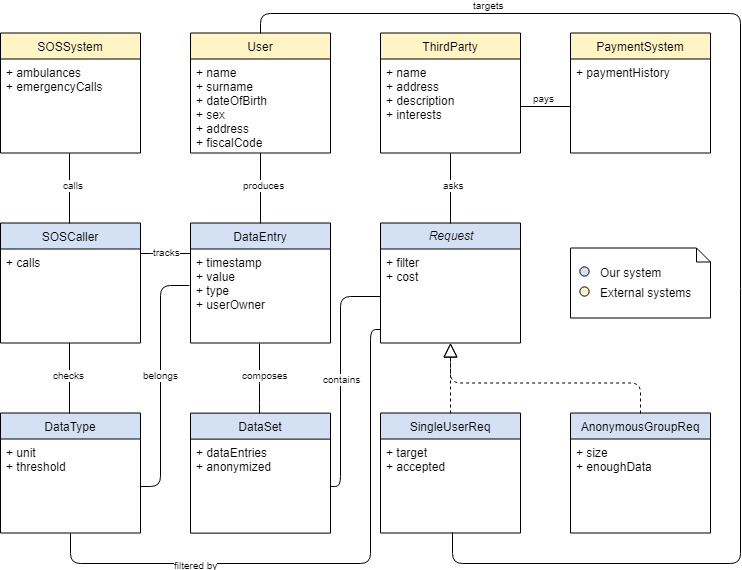 targets
SOSSystem
+ ambulances
+ emergencyCalls
User
+ name
+ surname
+ dateOfBirth
+ sex
+ address
+ fiscalCode
ThirdParty
+ name
+ address
+ description
+ interests
pays
PaymentSystem
+ paymentHistory
calls
produces
asks
SOSCaller
+ calls
tracks
DataEntry
+ timestamp
+ value
+ type
+ userOwner
Request
+ filter
+ cost
Our system
External systems
checks
belongs
composes
contains
DataType
+ unit
+ threshold
DataSet
+ dataEntries
+ anonymized
SingleUserReq
+ target
+ accepted
AnonymousGroupReq
+ size
+ enoughData
filtered by